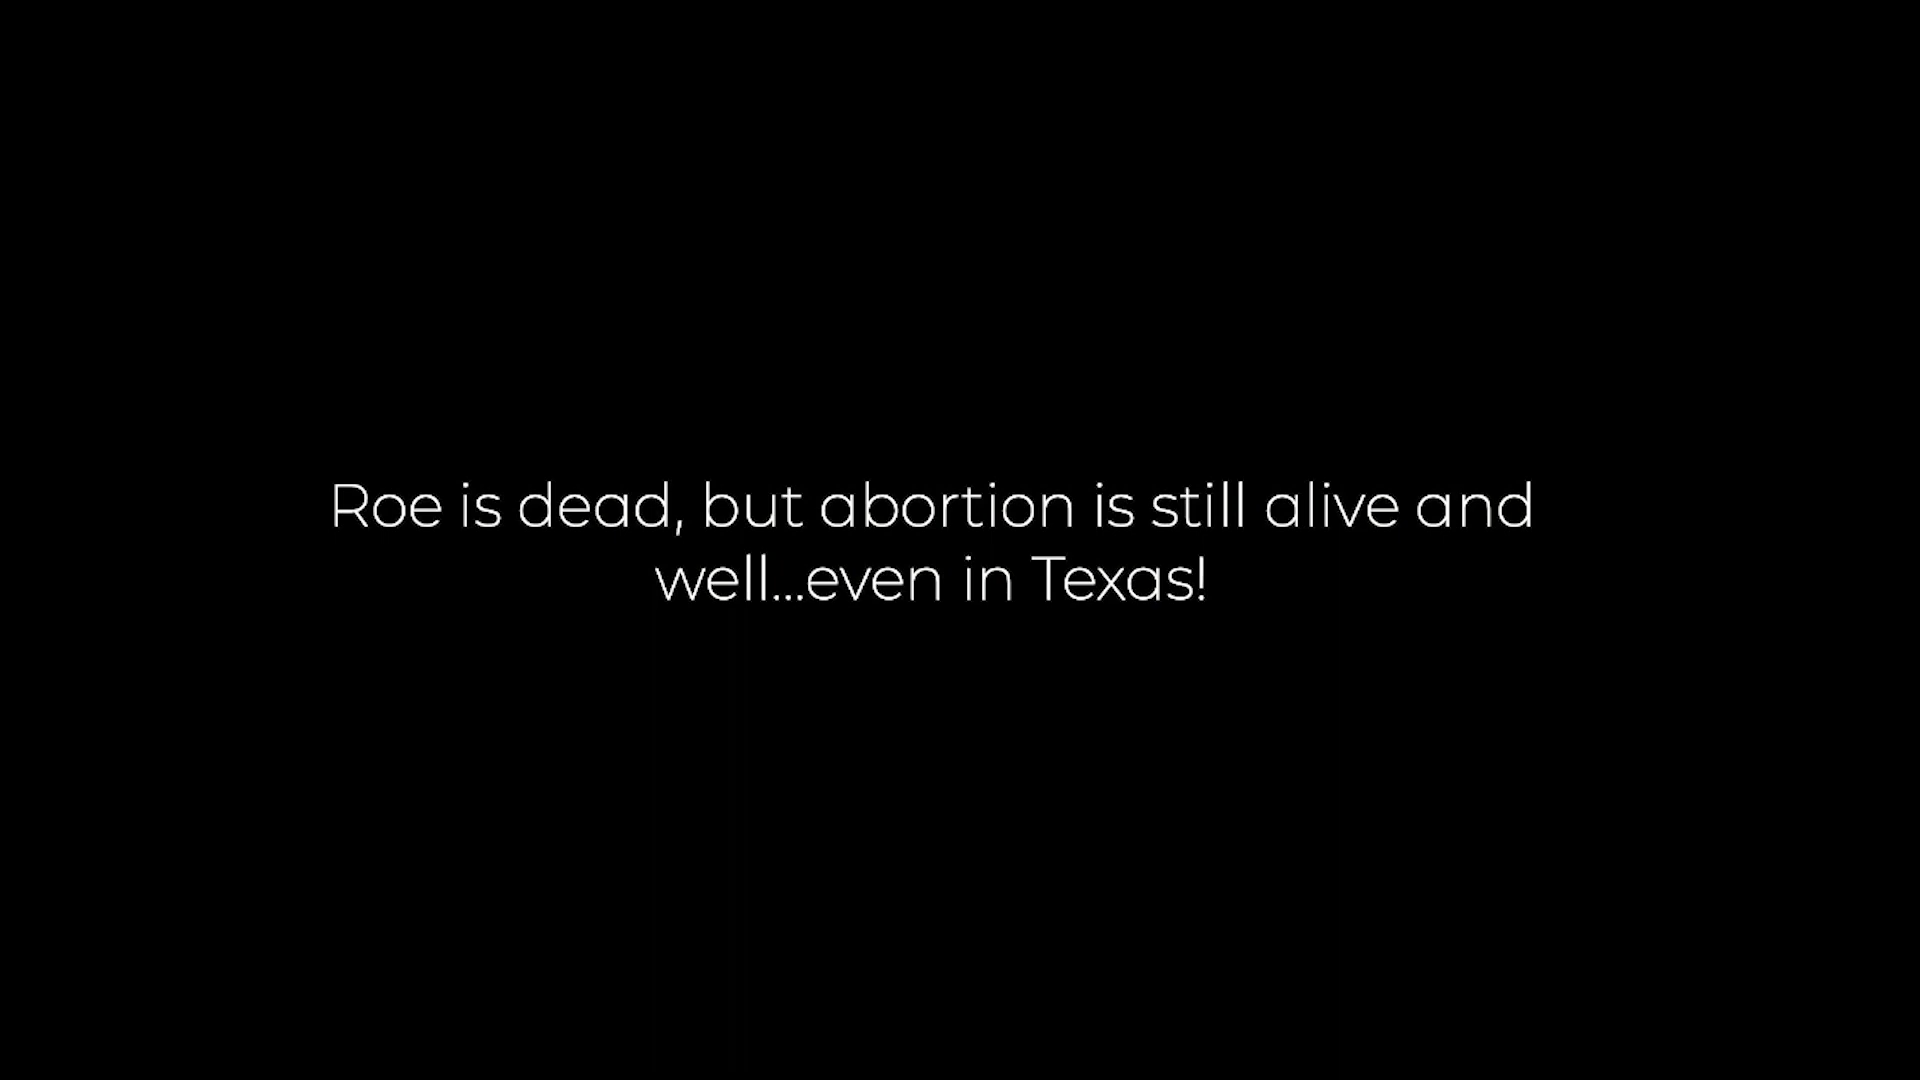 Roe is dead, but abortion is still alive and
well...even in Texas!